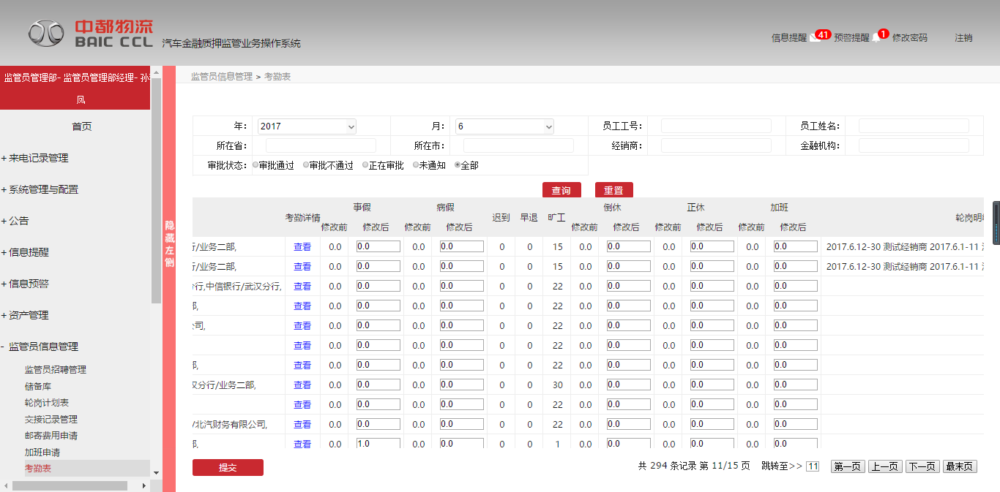 中都物流
BAIC CCL 汽车金融质押监管业务操作系统
信息提醒 41 预警提醒 1 修改密码 注销
监管员管理部- 监管员管理部经理- 孙
凤
首页
+ 来电记录管理
+ 系统管理与配置
+ 公告
+ 信息提醒
+ 信息预警
+ 资产管理
- 监管员信息管理
监管员招聘管理
储备库
轮岗计划表
交接记录管理
邮寄费用申请
加班申请
考勤表
隐藏左侧
监管员信息管理 > 考勤表
年: 2017 月: 6 员工工号: 员工姓名:
所在省: 所在市: 经销商: 金融机构:
审批状态: 审批通过 审批不通过 正在审批 未通知 全部
查询 重置
考勤详情 事假 病假 迟到 早退 旷工 倒休 正休 加班 轮岗明
修改前 修改后 修改前 修改后 修改前 修改后 修改前 修改后 修改前 修改后
行/业务二部, 查看 0.0 0.0 0.0 0.0 0 0 15 0.0 0.0 0.0 0.0 0.0 0.0 2017.6.12-30 测试经销商 2017.6.1-11
行/业务二部, 查看 0.0 0.0 0.0 0.0 0 0 15 0.0 0.0 0.0 0.0 0.0 0.0 2017.6.12-30 测试经销商 2017.6.1-11
分行,中信银行/武汉分行, 查看 0.0 0.0 0.0 0.0 0 0 22 0.0 0.0 0.0 0.0 0.0 0.0
部, 查看 0.0 0.0 0.0 0.0 0 0 22 0.0 0.0 0.0 0.0 0.0 0.0
公司, 查看 0.0 0.0 0.0 0.0 0 0 22 0.0 0.0 0.0 0.0 0.0 0.0
查看 0.0 0.0 0.0 0.0 0 0 22 0.0 0.0 0.0 0.0 0.0 0.0
部, 查看 0.0 0.0 0.0 0.0 0 0 22 0.0 0.0 0.0 0.0 0.0 0.0
汉分行/业务二部, 查看 0.0 0.0 0.0 0.0 0 0 30 0.0 0.0 0.0 0.0 0.0 0.0
查看 0.0 0.0 0.0 0.0 0 0 22 0.0 0.0 0.0 0.0 0.0 0.0
/北汽财务有限公司, 查看 0.0 0.0 0.0 0.0 0 0 22 0.0 0.0 0.0 0.0 0.0 0.0
部, 查看 0.0 1.0 0.0 0.0 0 0 1 0.0 0.0 0.0 0.0 0.0 0.0
提交 共 294 条记录 第 11/15 页 跳转至>> 11 第一页 上一页 下一页 最末页